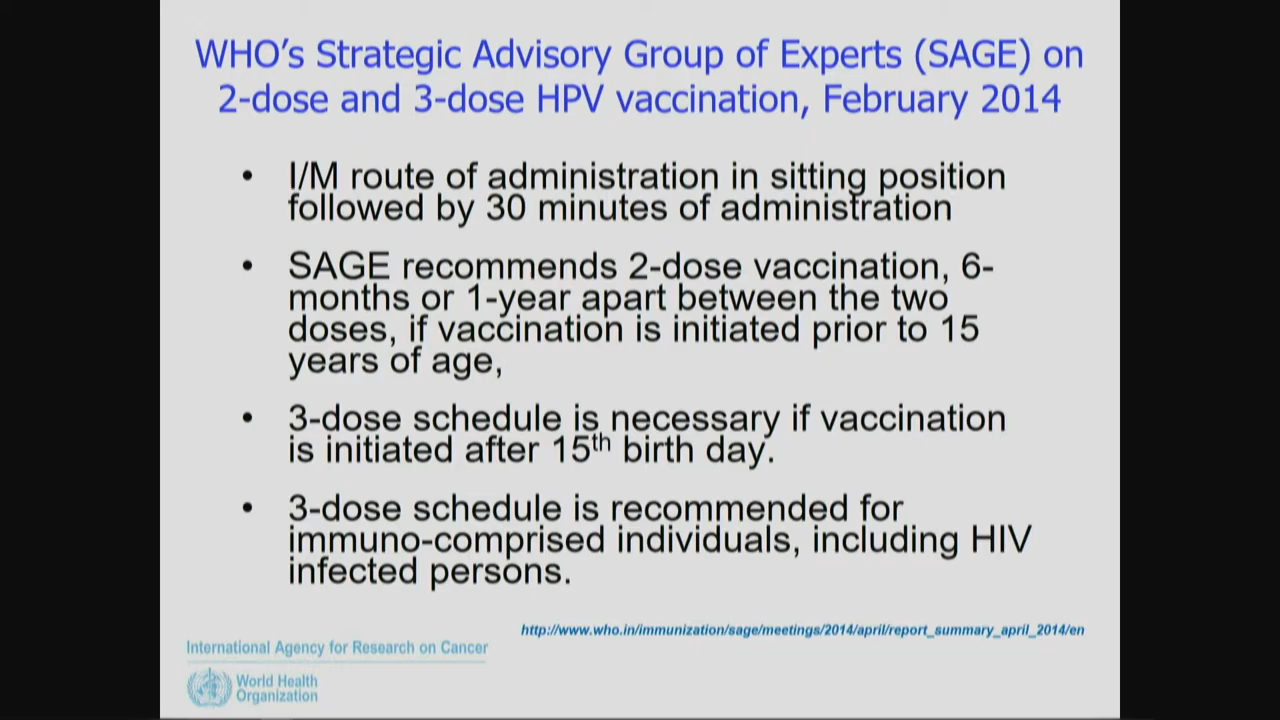 WHO's Strategic Advisory Group of Experts (SAGE) on
2-dose and 3-dose HPV vaccination, February 2014
• I/M route of administration in sitting position
followed by 30 minutes of administration
• SAGE recommends 2-dose vaccination, 6-
months or 1-year apart between the two
doses, if vaccination is initiated prior to 15
years of age,
• 3-dose schedule is necessary if vaccination
is initiated after 15th birth day.
• 3-dose schedule is recommended for
immuno-comprised individuals, including HIV
infected persons.
http://www.who.in/immunization/sage/meetings/2014/april/report_summary_april_2014/en
International Agency for Research on Cancer
World Health
Organization